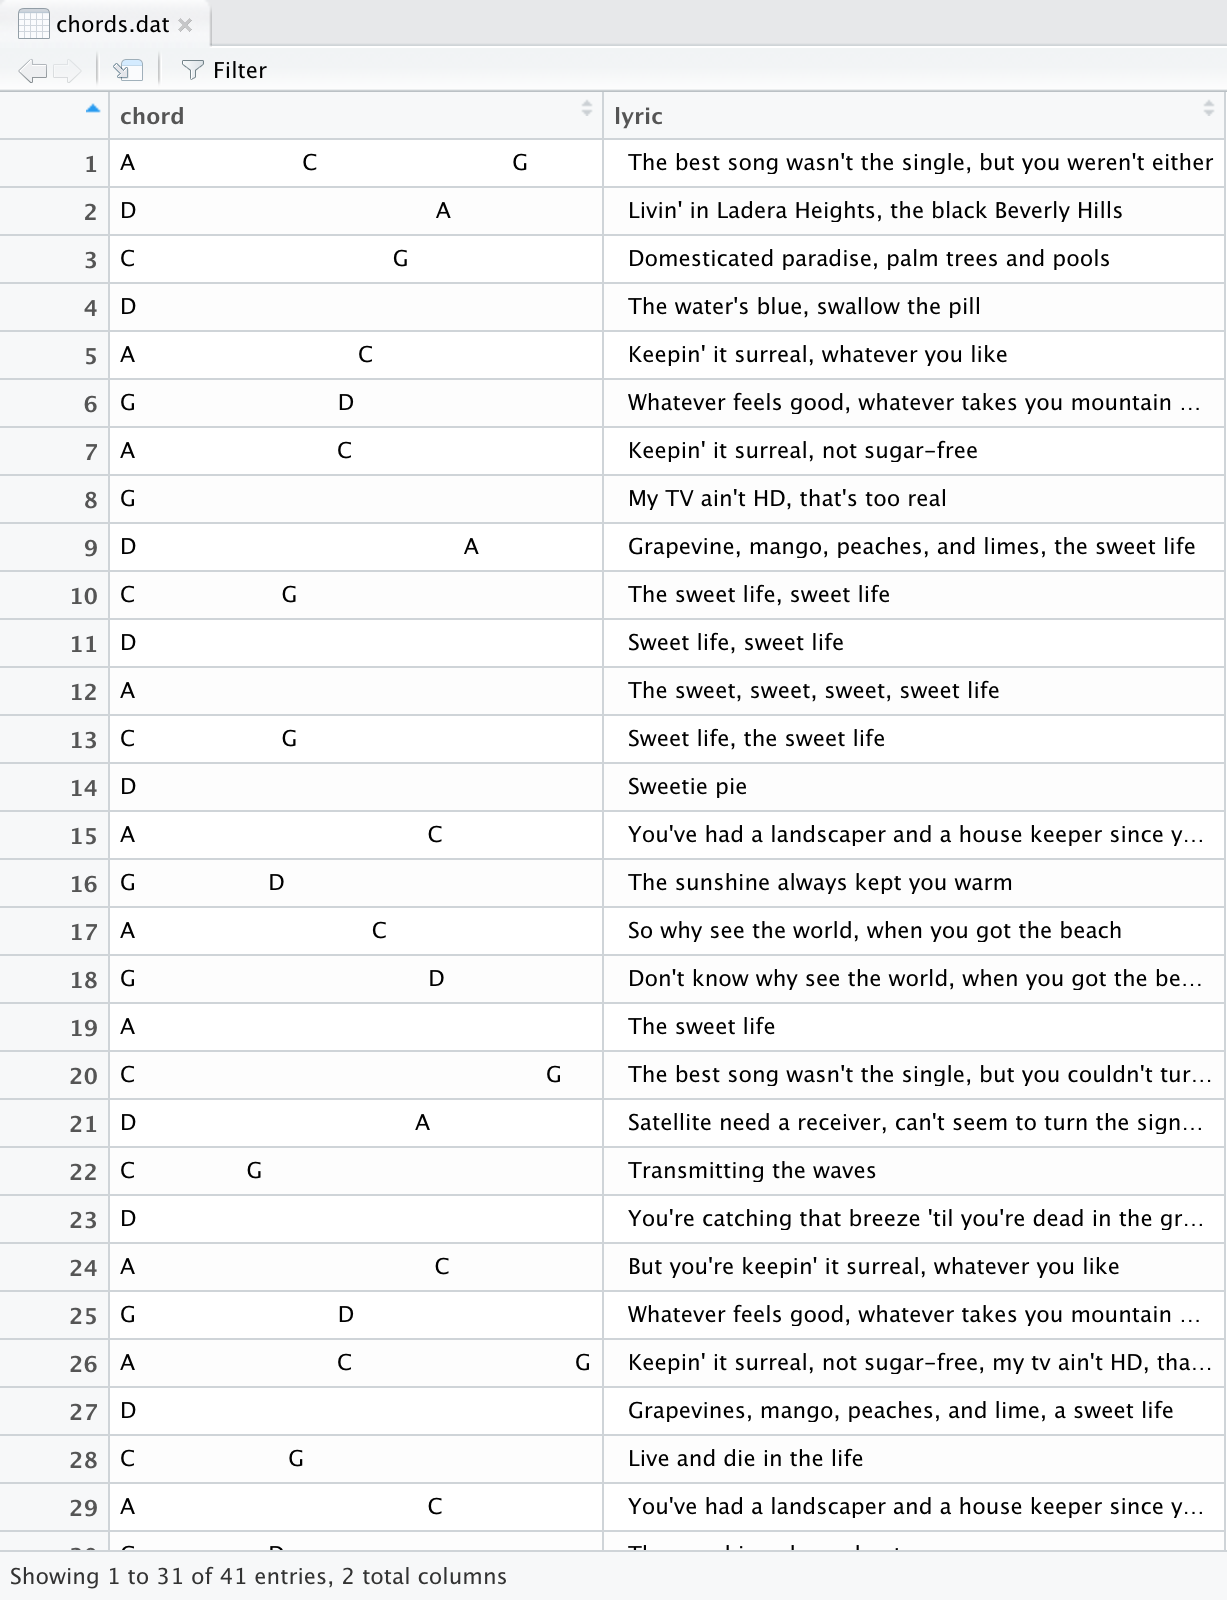 chords.dat
Filter
chord lyric
1 A C G The best song wasn't the single, but you weren't either
2 D A Livin' in Ladera Heights, the black Beverly Hills
3 C G Domesticated paradise, palm trees and pools
4 D The water's blue, swallow the pill
5 A C Keepin' it surreal, whatever you like
6 G D Whatever feels good, whatever takes you mountain ...
7 A C Keepin' it surreal, not sugar-free
8 G My TV ain't HD, that's too real
9 D A Grapevine, mango, peaches, and limes, the sweet life
10 C G The sweet life, sweet life
11 D Sweet life, sweet life
12 A The sweet, sweet, sweet, sweet life
13 C G Sweet life, the sweet life
14 D Sweetie pie
15 A C You've had a landscaper and a house keeper since y...
16 G D The sunshine always kept you warm
17 A C So why see the world, when you got the beach
18 G D Don't know why see the world, when you got the be...
19 A The sweet life
20 C G The best song wasn't the single, but you couldn't tur...
21 D A Satellite need a receiver, can't seem to turn the sign...
22 C G Transmitting the waves
23 D You're catching that breeze 'til you're dead in the gr...
24 A C But you're keepin' it surreal, whatever you like
25 G D Whatever feels good, whatever takes you mountain ...
26 A C G Keepin' it surreal, not sugar-free, my tv ain't HD, tha...
27 D Grapevines, mango, peaches, and lime, a sweet life
28 C G Live and die in the life
29 A C You've had a landscaper and a house keeper since y...
Showing 1 to 31 of 41 entries, 2 total columns